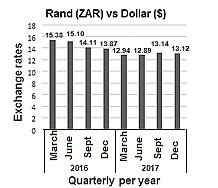 Rand (ZAR) vs Dollar ($)
Exchange rates
18
16
14
12
10
8
6
4
2
0
15.38 15.10 14.11 13.87 12.94 12.89 13.14 13.12
March June Sept Dec March June Sept Dec
2016 2017
Quarterly per year